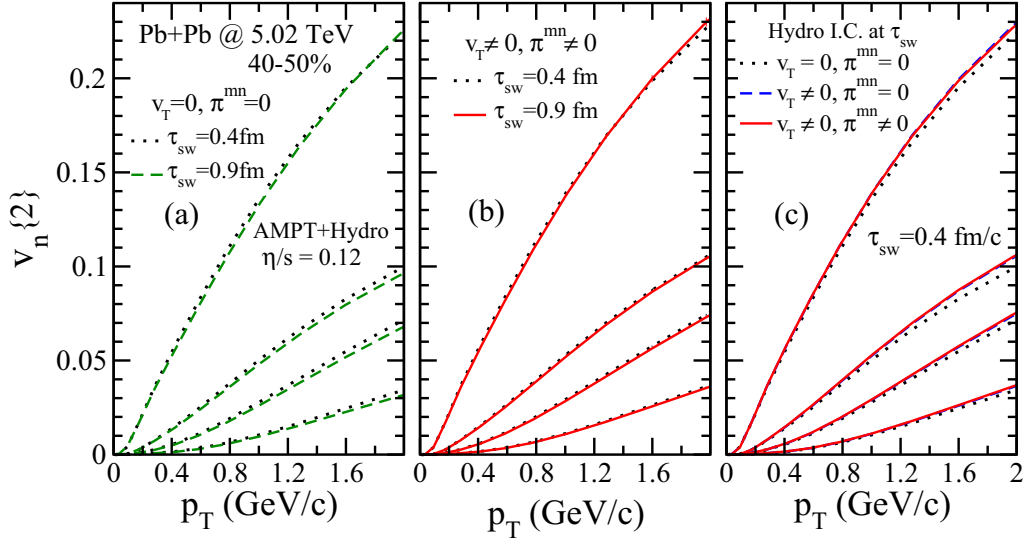 Pb+Pb @ 5.02 TeV
40-50%
v_T=0, π^mn=0
τ_sw=0.4fm
τ_sw=0.9fm
(a)
AMPT+Hydro
η/s = 0.12
v_n{2}
0.2
0.15
0.1
0.05
0
0 0.4 0.8 1.2 1.6
p_T (GeV/c)
v_T≠0, π^mn≠0
τ_sw=0.4 fm
τ_sw=0.9 fm
(b)
0 0.4 0.8 1.2 1.6
p_T (GeV/c)
Hydro I.C. at τ_sw
v_T = 0, π^mn = 0
v_T ≠ 0, π^mn = 0
v_T ≠ 0, π^mn ≠ 0
(c)
τ_sw=0.4 fm/c
0 0.4 0.8 1.2 1.6 2
p_T (GeV/c)